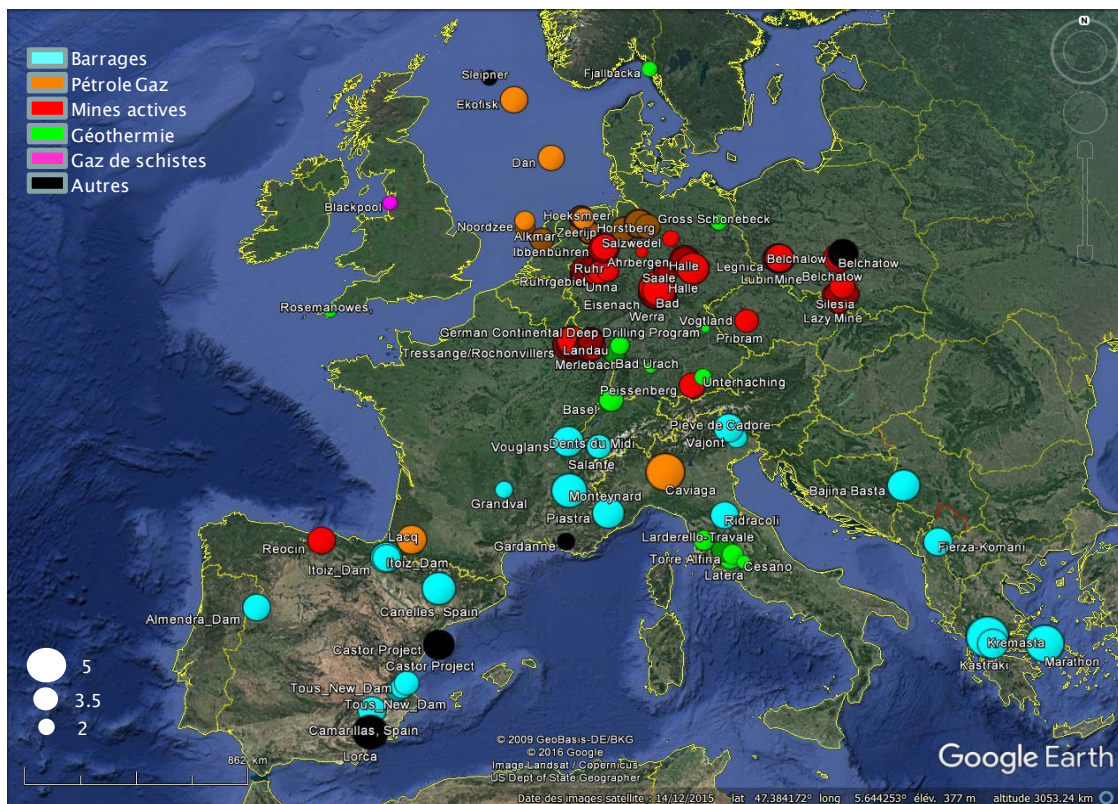 N
Barrages
Pétrole Gaz
Mines actives
Géothermie
Gaz de schistes
Autres
Sleipner
Fjallbacka
Ekofisk
Dan
Blackpool
Noordzee
Hoeksmeer
Zeerijp
Alkmar
Horstberg
Gross Schonebeck
Ibbenbühren
Salzwedel
Ahrbergen
Ruhr
Ruhrgebiet
Unna
Halle
Saale
Halle
Bad
Eisenach
Werra
Legnica
LubinMine
Belchalow
Belchatow
Belchatow
Silesia
Lazy Mine
Rosemanowes,
Vogtland
Pribram
German Continental Deep Drilling Program
Tressange/Rochonvillers
Landau
Merlebach
Bad Urach
Peissenberg
Unterhaching
Basel
Vouglans
Dents du Midi
Salanfe
Pieve de Cadore
Vajont
Grandval
Monteynard
Piastra
Caviaga
Bajina Basta
Ridracoli
Gardanne
Larderello-Travale
Torre Alfina
Latera
Cesano
Fierza-Komani
Reocin
Lacq
Itoiz_Dam
Itoiz_Dam
Canelles, Spain
Almendra_Dam
Castor Project
Castor Project
Tous_New_Dam
Tous_New_Dam
Camarillas, Spain
Lorca
Kremasta
Kastraki
Marathon
5
3.5
2
862 km
© 2009 GeoBasis-DE/BKG
© 2016 Google
Image Landsat / Copernicus
US Dept of State Geographer
Google Earth
Date des images satellite : 14/12/2015 lat 47.384172° long 5.644253° élév. 377 m altitude 3053.24 km